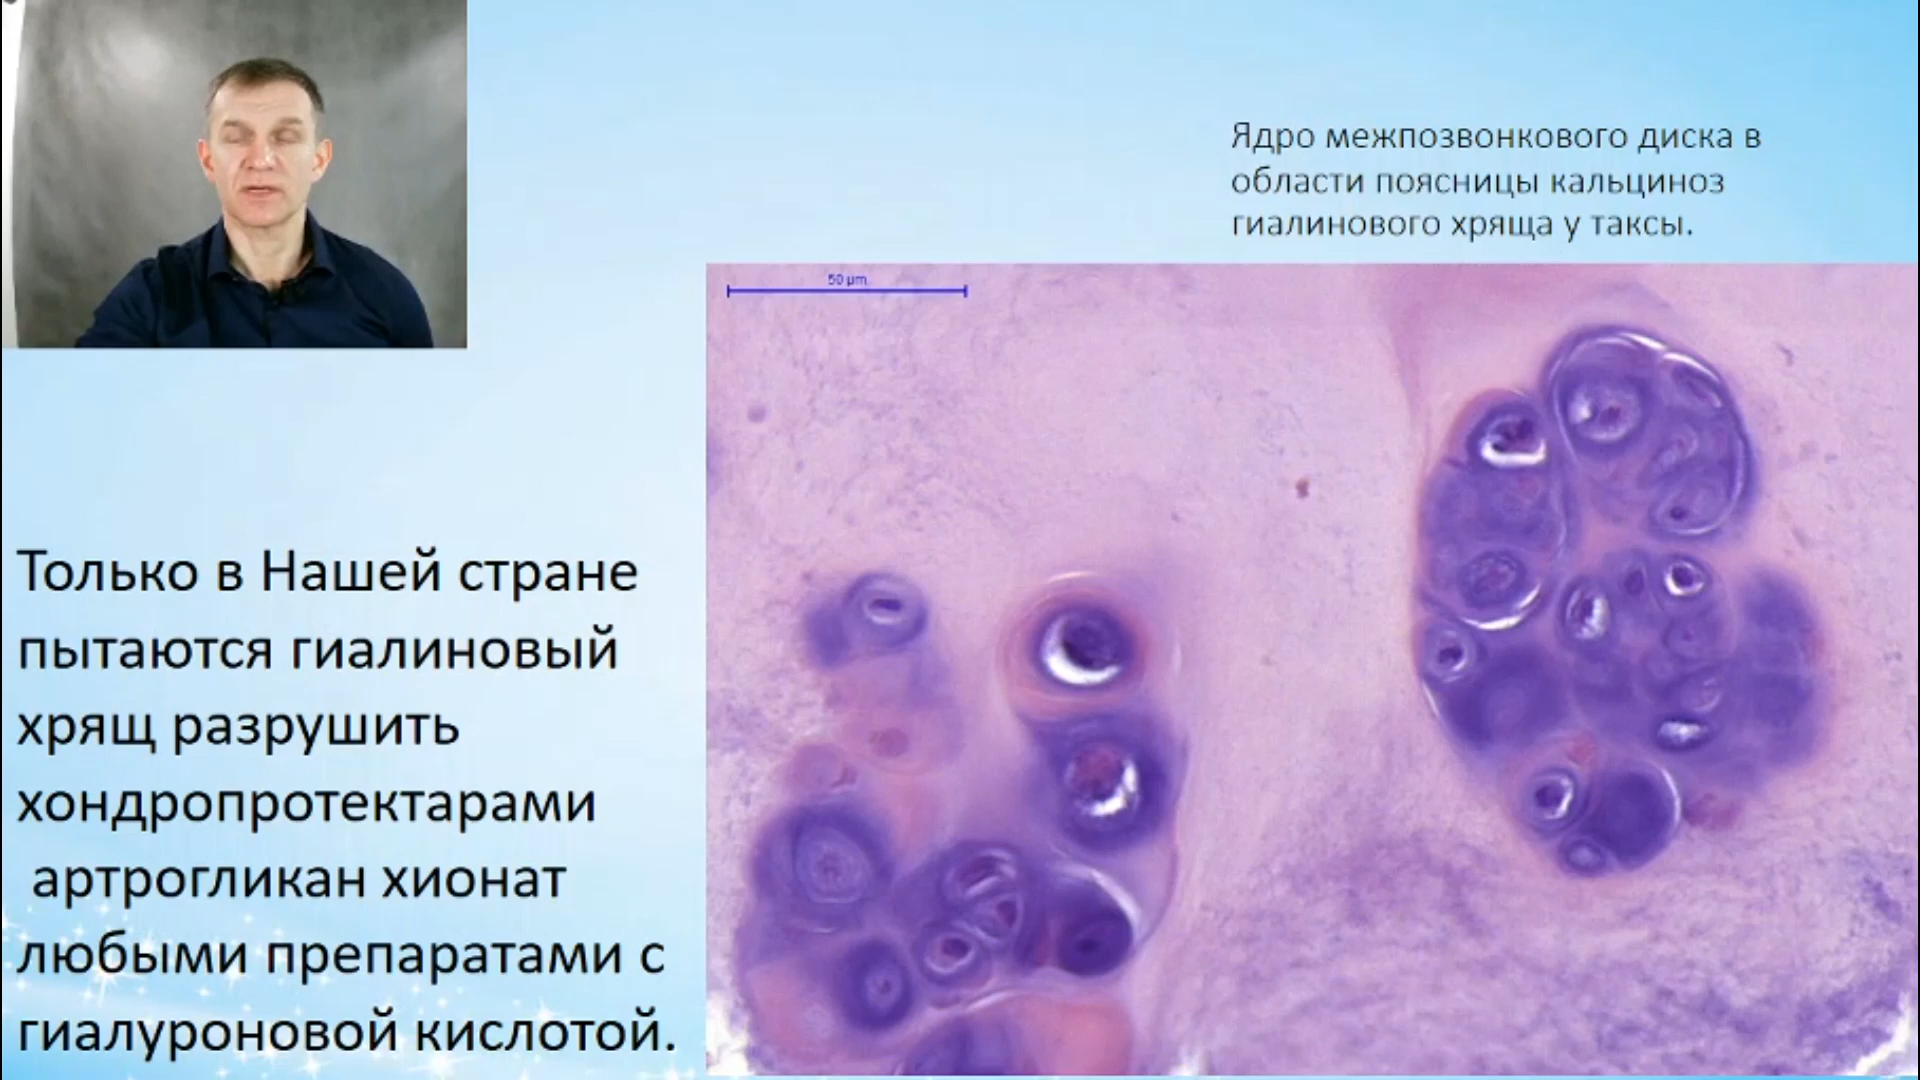 Ядро межпозвонкового диска в
области поясницы кальциноз
гиалинового хряща у таксы.
50 μm
Только в Нашей стране
пытаются гиалиновый
хрящ разрушить
хондропротектарами
артрогликан хионат
любыми препаратами с
гиалуроновой кислотой.